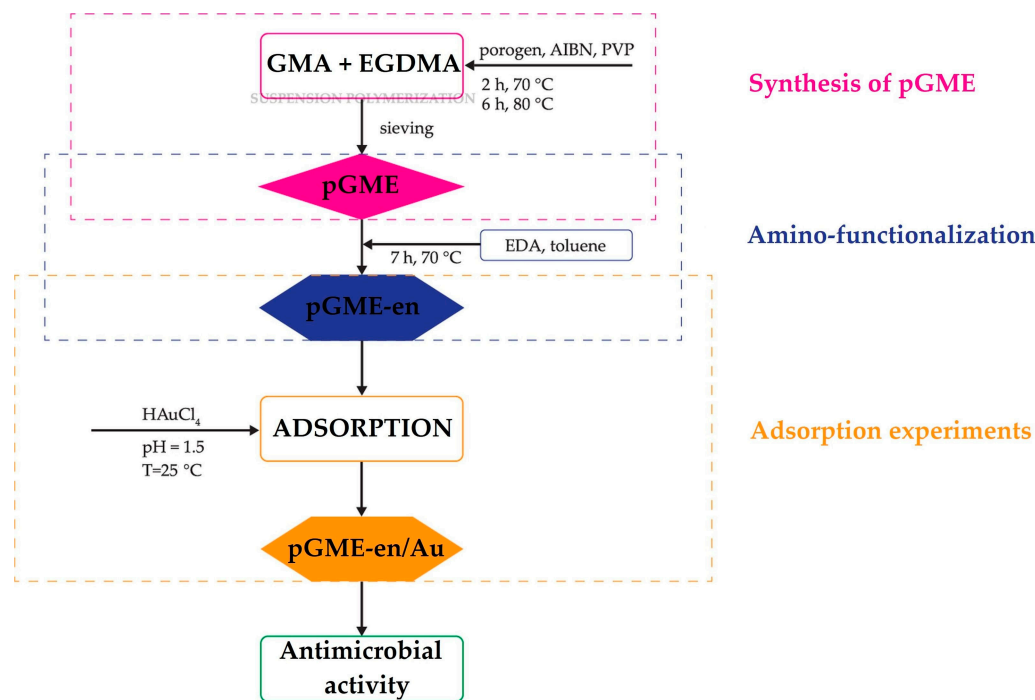 GMA + EGDMA
porogen, AIBN, PVP
2 h, 70 °C
6 h, 80 °C
SUSPENSION POLYMERIZATION
Synthesis of pGME
sieving
pGME
EDA, toluene
7 h, 70 °C
Amino-functionalization
pGME-en
HAuCl₄
pH = 1.5
T=25 °C
ADSORPTION
Adsorption experiments
pGME-en/Au
Antimicrobial
activity